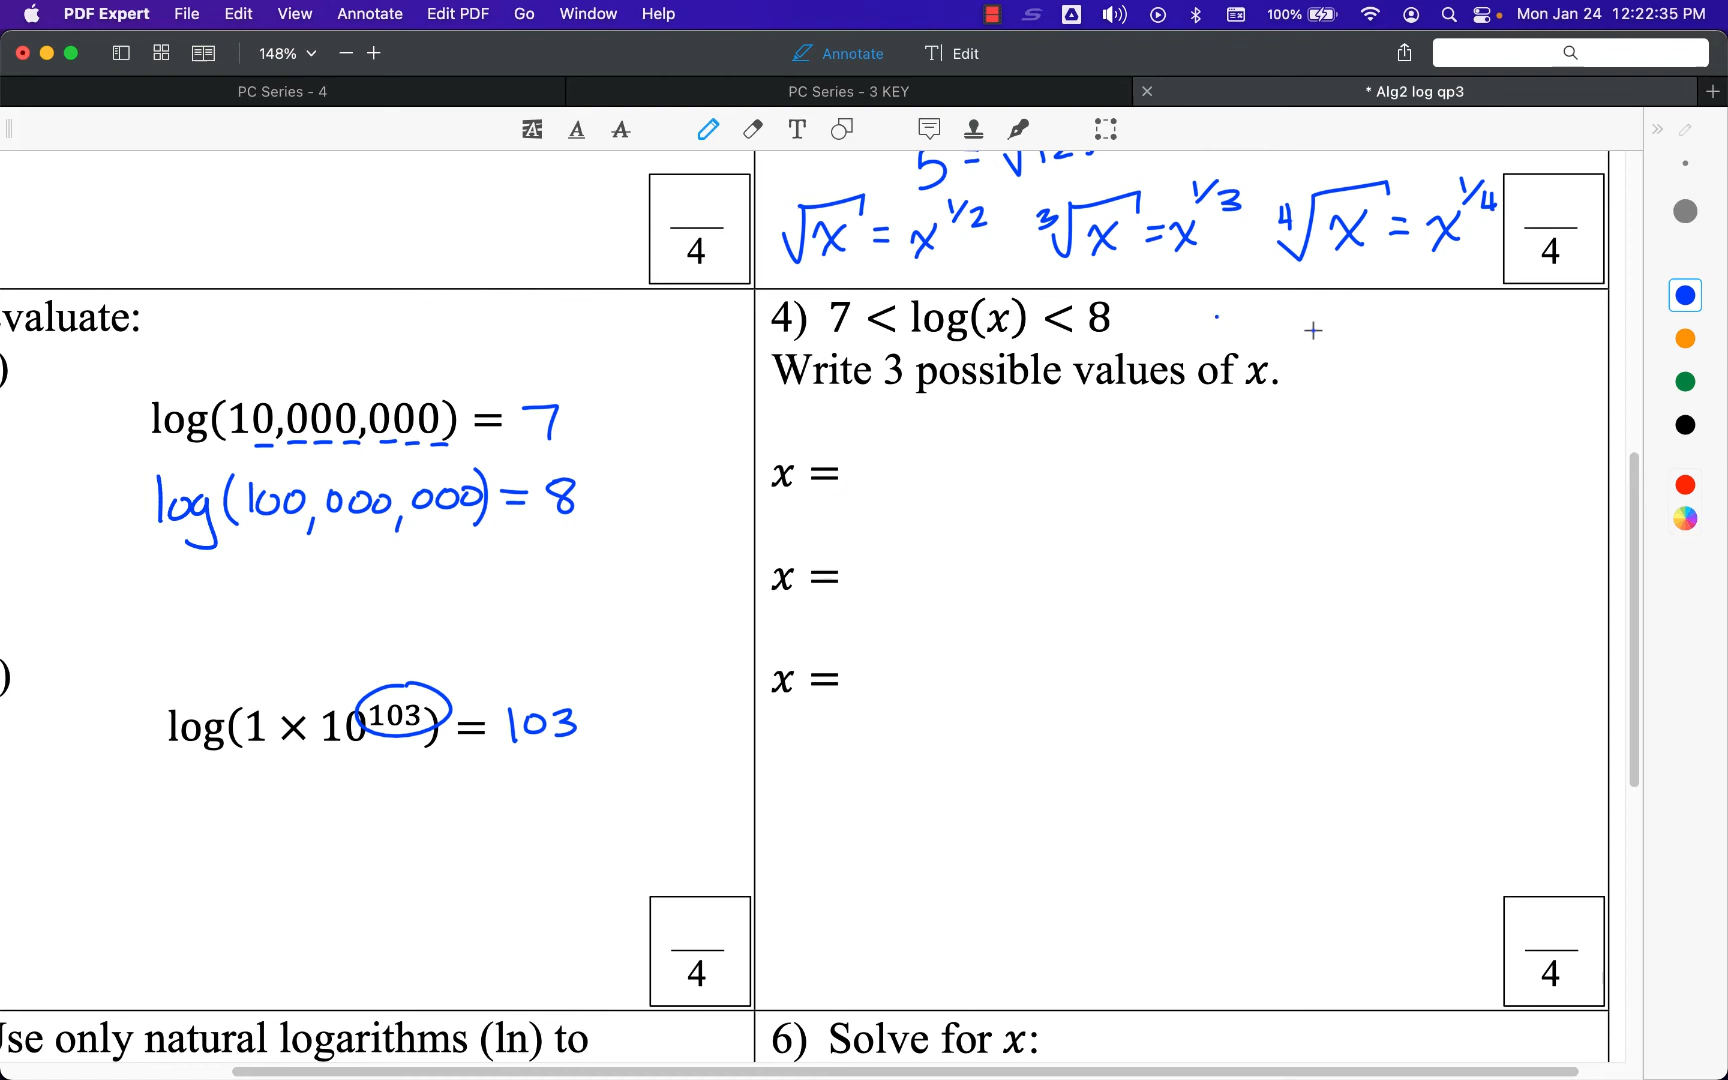 PDF Expert File Edit View Annotate Edit PDF Go Window Help 100% Mon Jan 24 12:22:35 PM
148% Annotate Edit
PC Series - 4 PC Series - 3 KEY * Alg2 log qp3
√x = x^1/2 ³√x = x^1/3 ⁴√x = x^1/4
4
4
valuate:
)
log(10,000,000) = 7
log(100,000,000) = 8
)
log(1 × 10^103) = 103
4
4) 7 < log(x) < 8
Write 3 possible values of x.
x =
x =
x =
4
se only natural logarithms (ln) to
6) Solve for x: